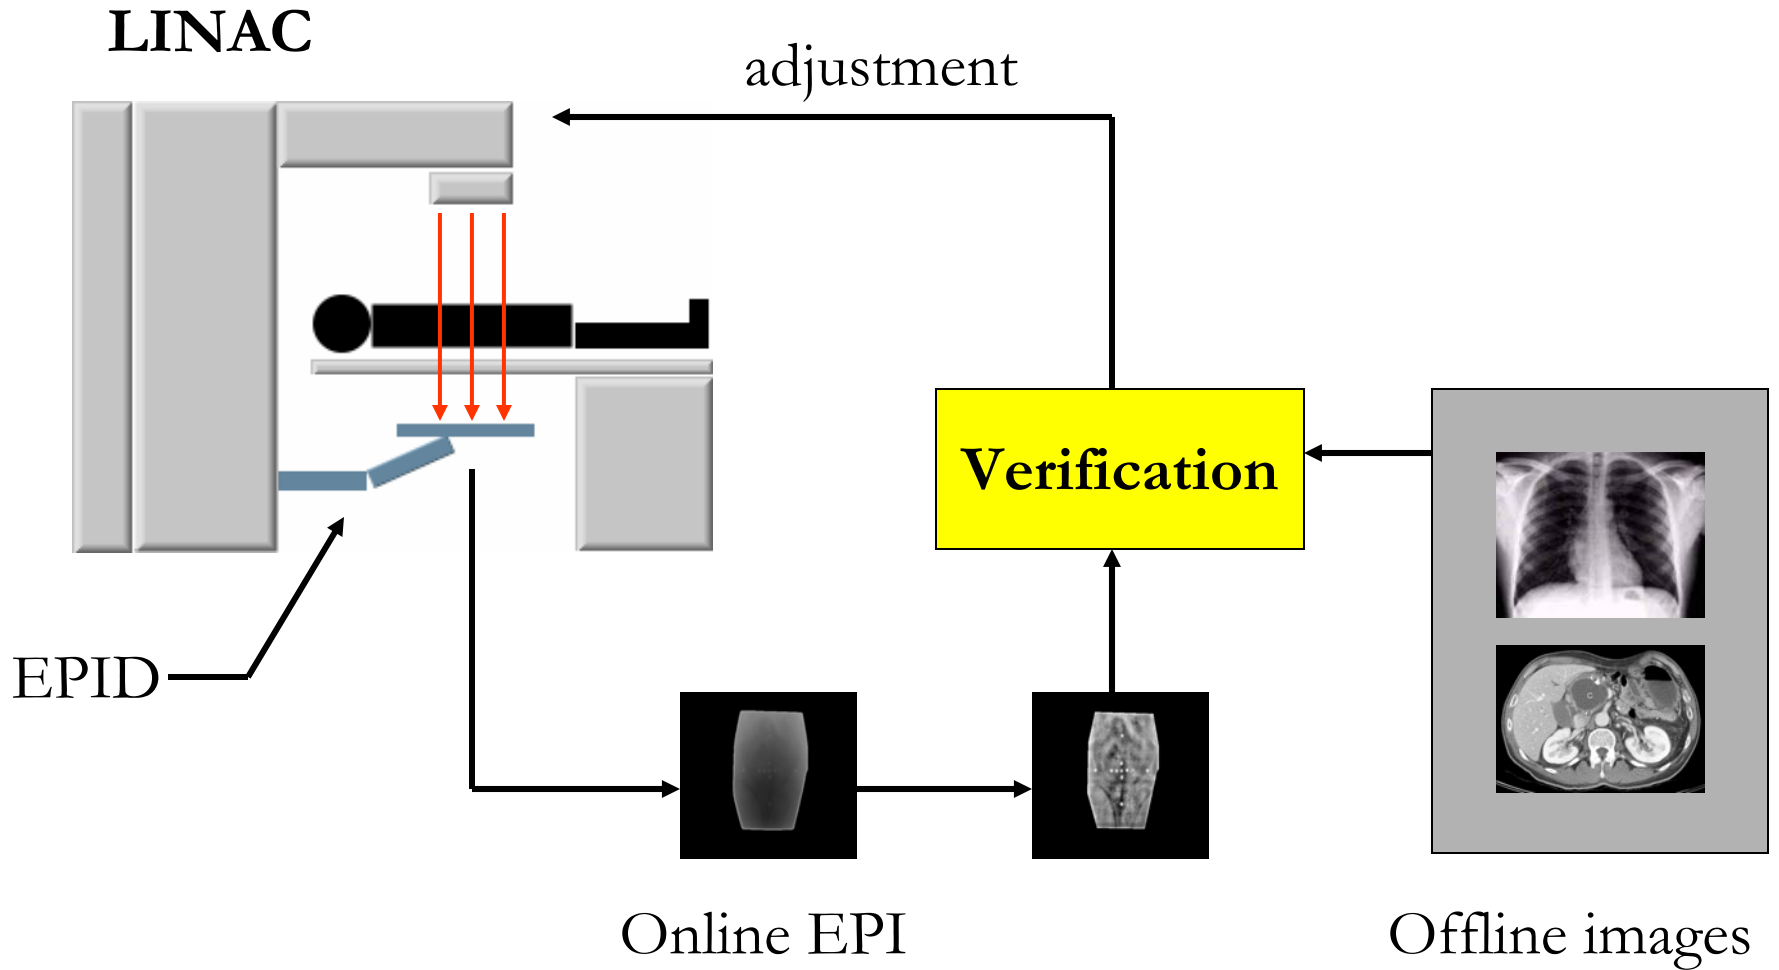 LINAC
adjustment
Verification
EPID
Online EPI
Offline images